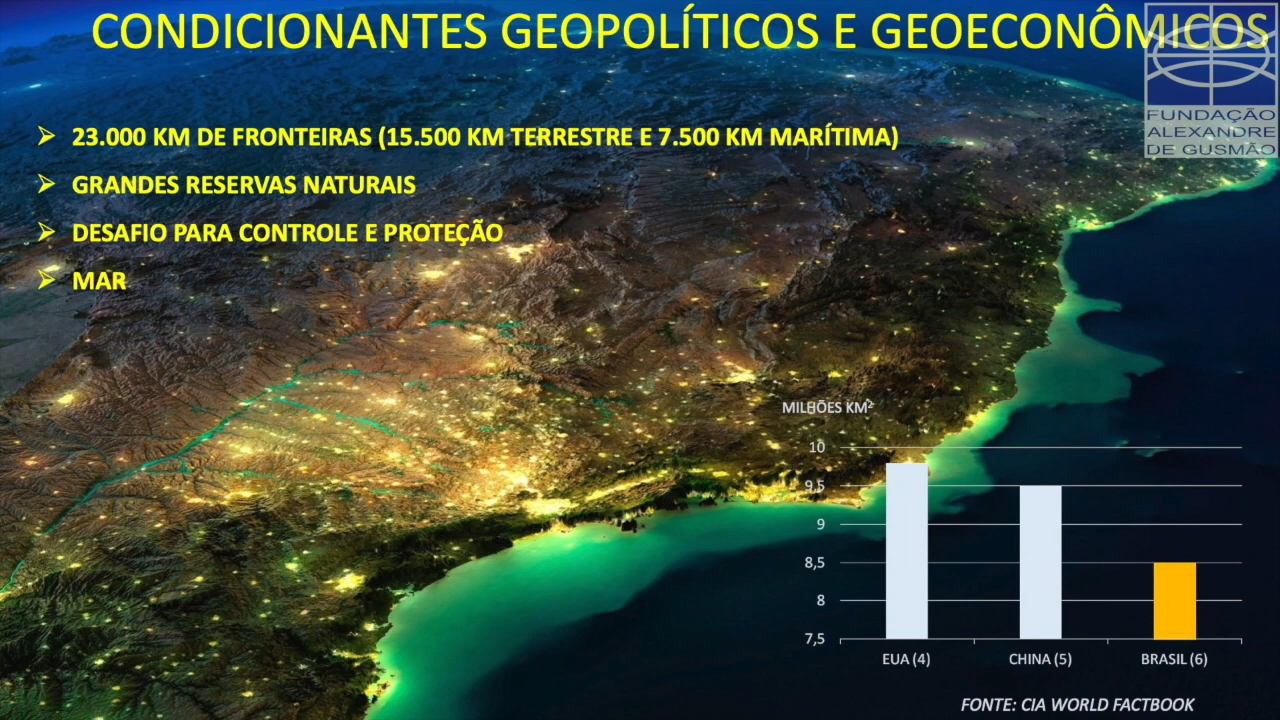 CONDICIONANTES GEOPOLÍTICOS E GEOECONÔMICOS
FUNDAÇÃO
ALEXANDRE
DE GUSMÃO
➢ 23.000 KM DE FRONTEIRAS (15.500 KM TERRESTRE E 7.500 KM MARÍTIMA)
➢ GRANDES RESERVAS NATURAIS
➢ DESAFIO PARA CONTROLE E PROTEÇÃO
➢ MAR
MILHÕES KM²
10
9,5
9
8,5
8
7,5
EUA (4) CHINA (5) BRASIL (6)
FONTE: CIA WORLD FACTBOOK